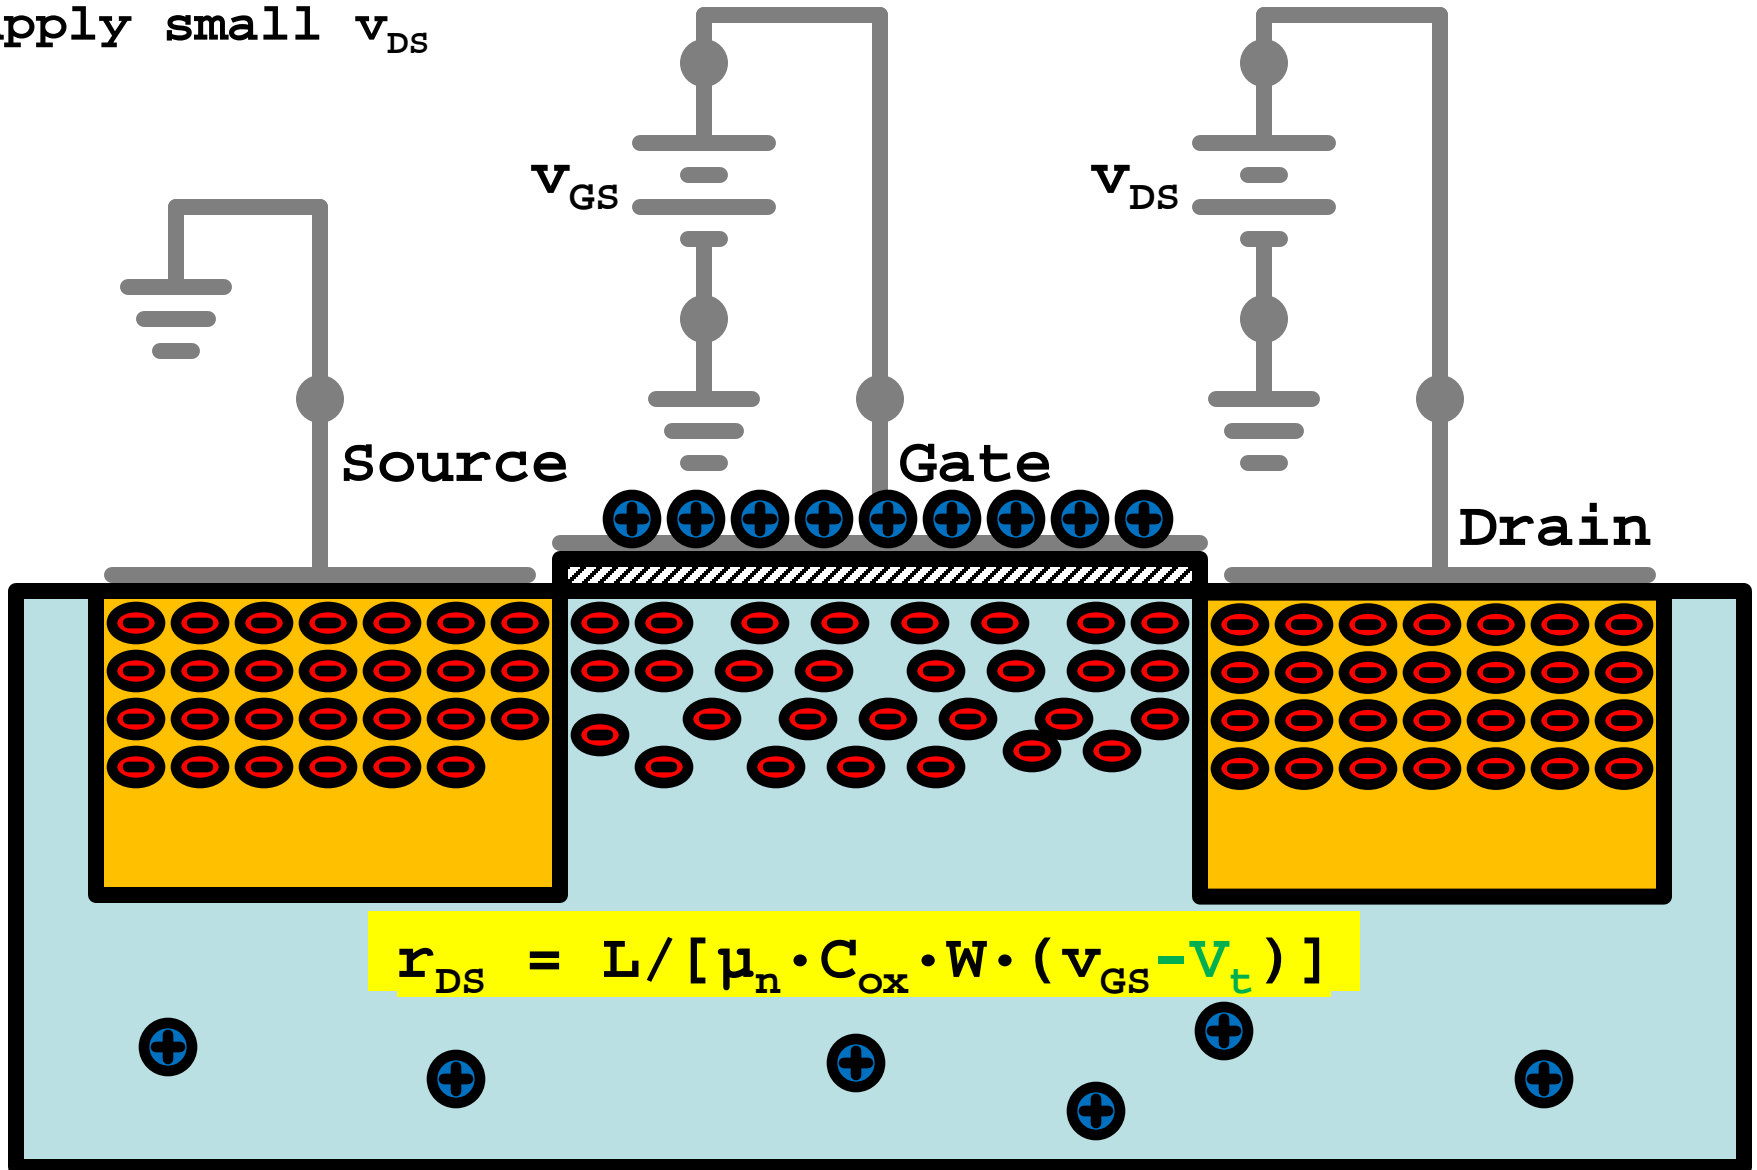 pply small vDS
vGS
vDS
Source
Gate
Drain
rDS = L/[μn·Cox·W·(vGS-Vt)]